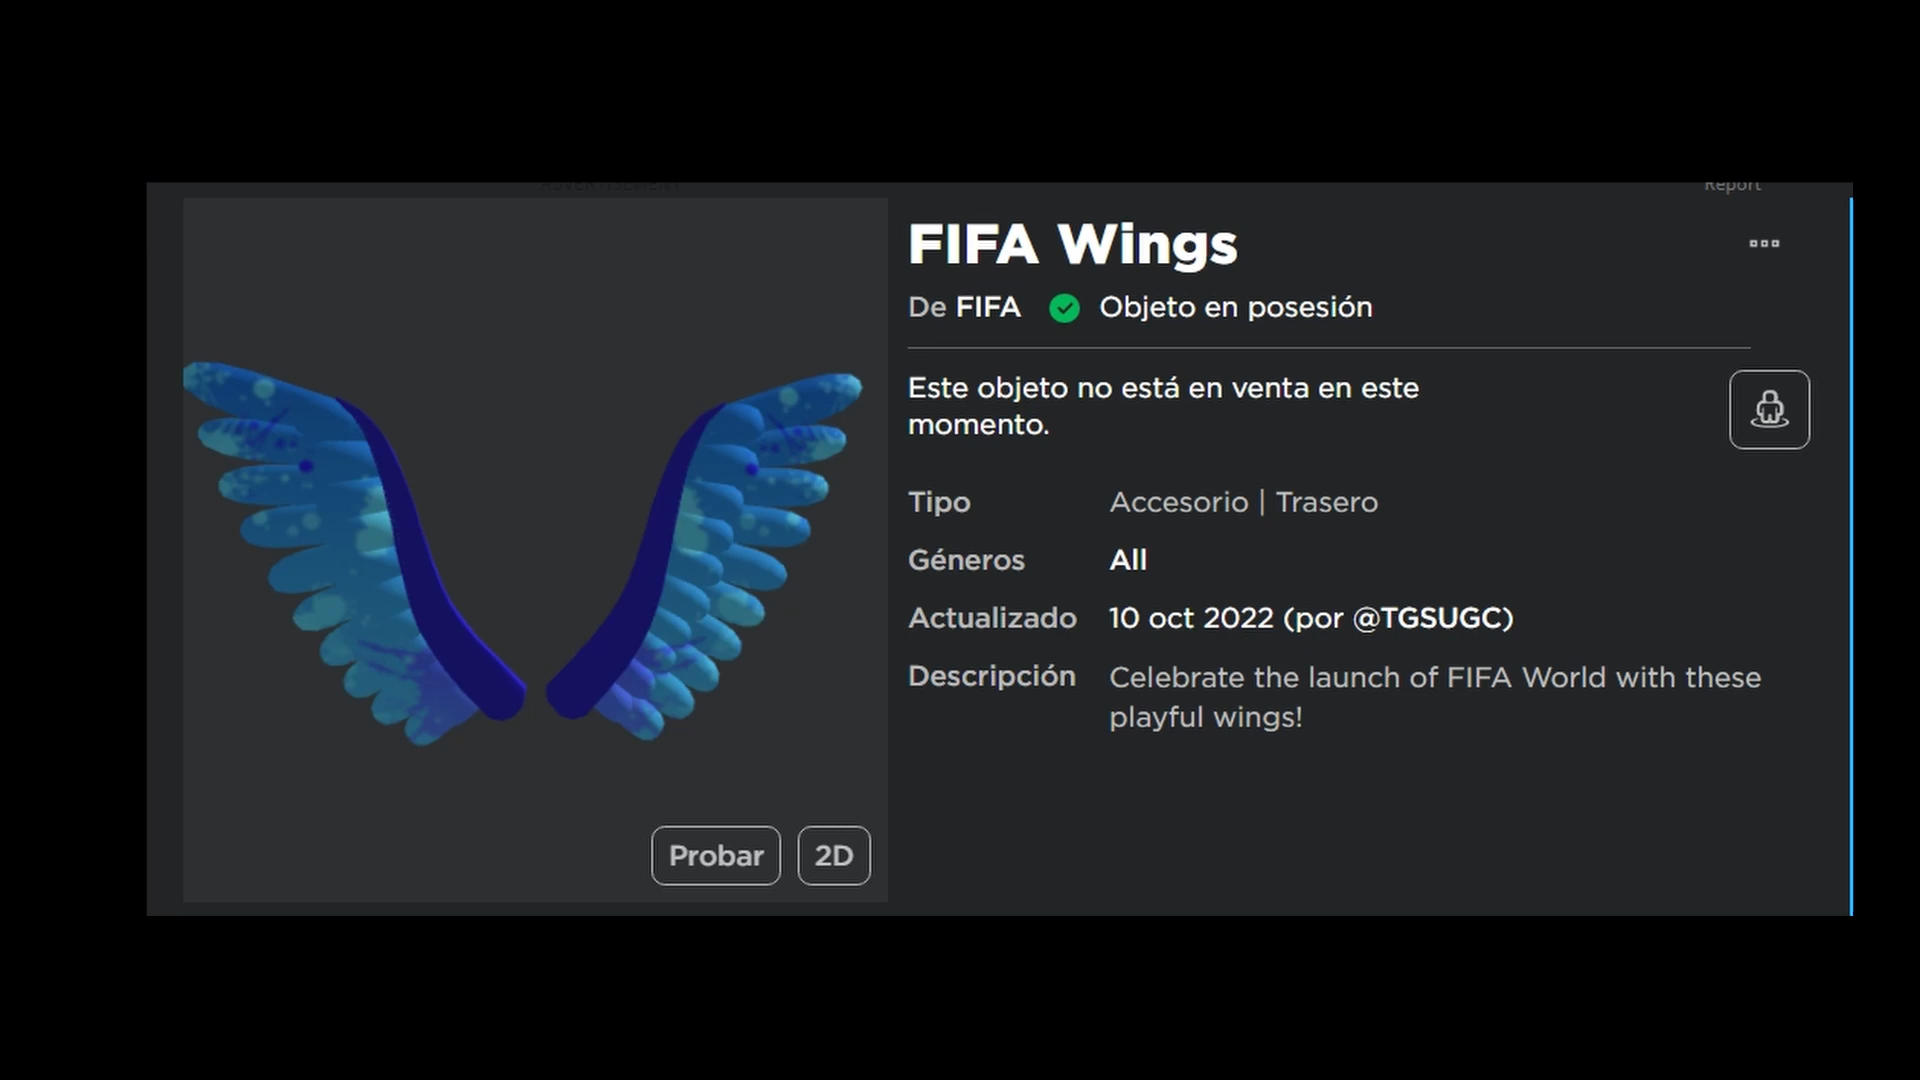 ADVERTISEMENT
Report
FIFA Wings
De FIFA Objeto en posesión
Este objeto no está en venta en este
momento.
Tipo Accesorio | Trasero
Géneros All
Actualizado 10 oct 2022 (por @TGSUGC)
Descripción Celebrate the launch of FIFA World with these
playful wings!
Probar 2D